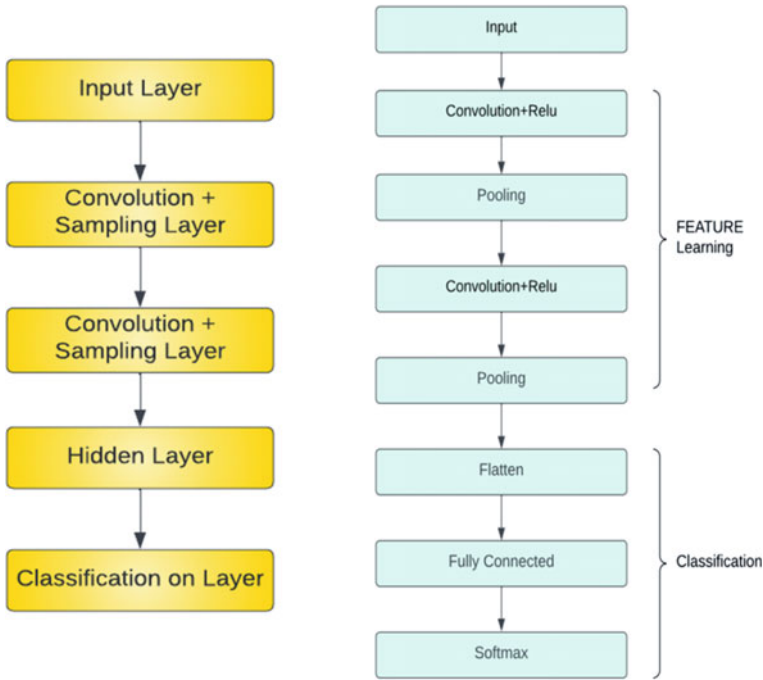 Input Layer
Convolution +
Sampling Layer
Convolution +
Sampling Layer
Hidden Layer
Classification on Layer
Input
Convolution+Relu
Pooling
Convolution+Relu
Pooling
Flatten
Fully Connected
Softmax
FEATURE
Learning
Classification